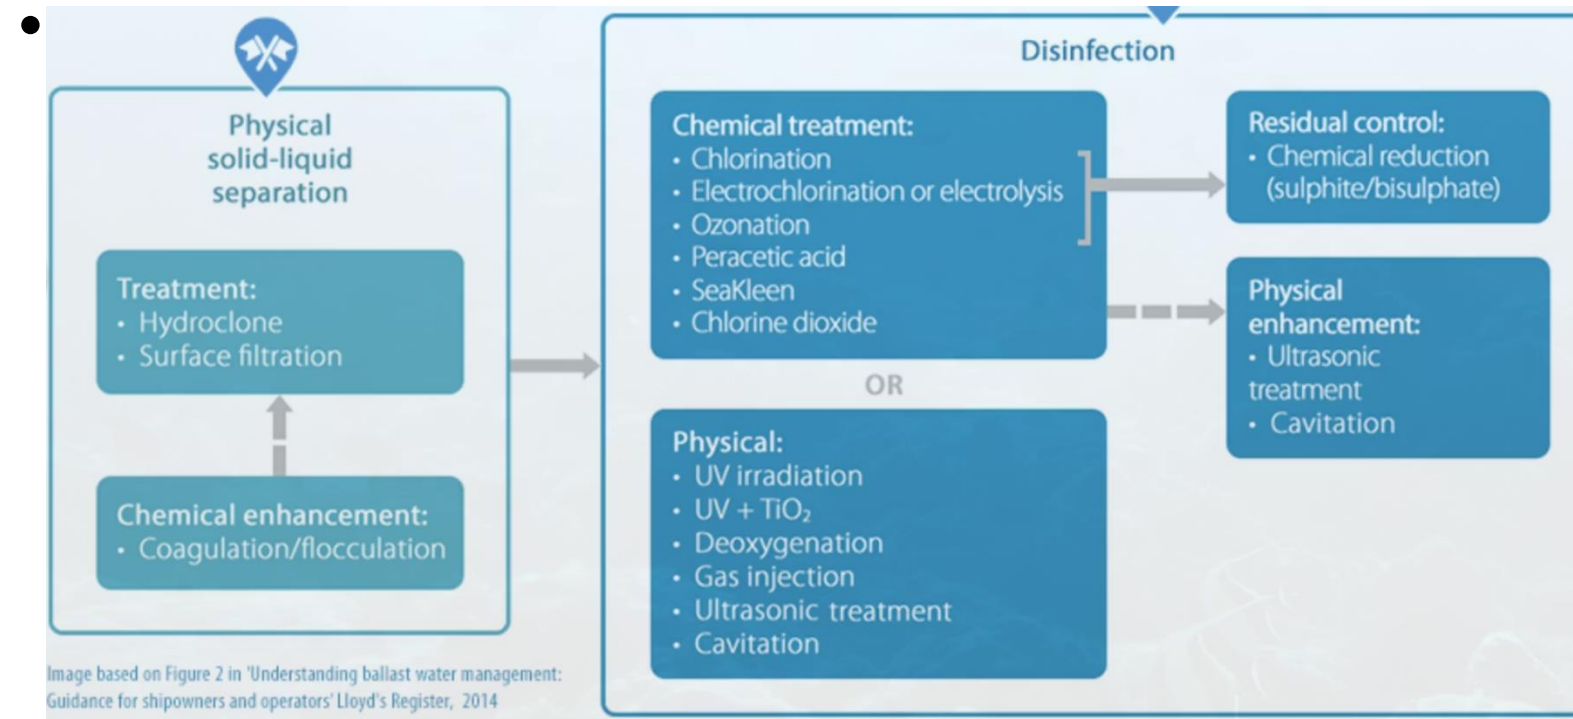 Physical
solid-liquid
separation
Treatment:
• Hydroclone
• Surface filtration
Chemical enhancement:
• Coagulation/flocculation
Image based on Figure 2 in 'Understanding ballast water management:
Guidance for shipowners and operators' Lloyd's Register, 2014
Disinfection
Chemical treatment:
• Chlorination
• Electrochlorination or electrolysis
• Ozonation
• Peracetic acid
• SeaKleen
• Chlorine dioxide
OR
Physical:
• UV irradiation
• UV + TiO₂
• Deoxygenation
• Gas injection
• Ultrasonic treatment
• Cavitation
Residual control:
• Chemical reduction
(sulphite/bisulphate)
Physical
enhancement:
• Ultrasonic
treatment
• Cavitation